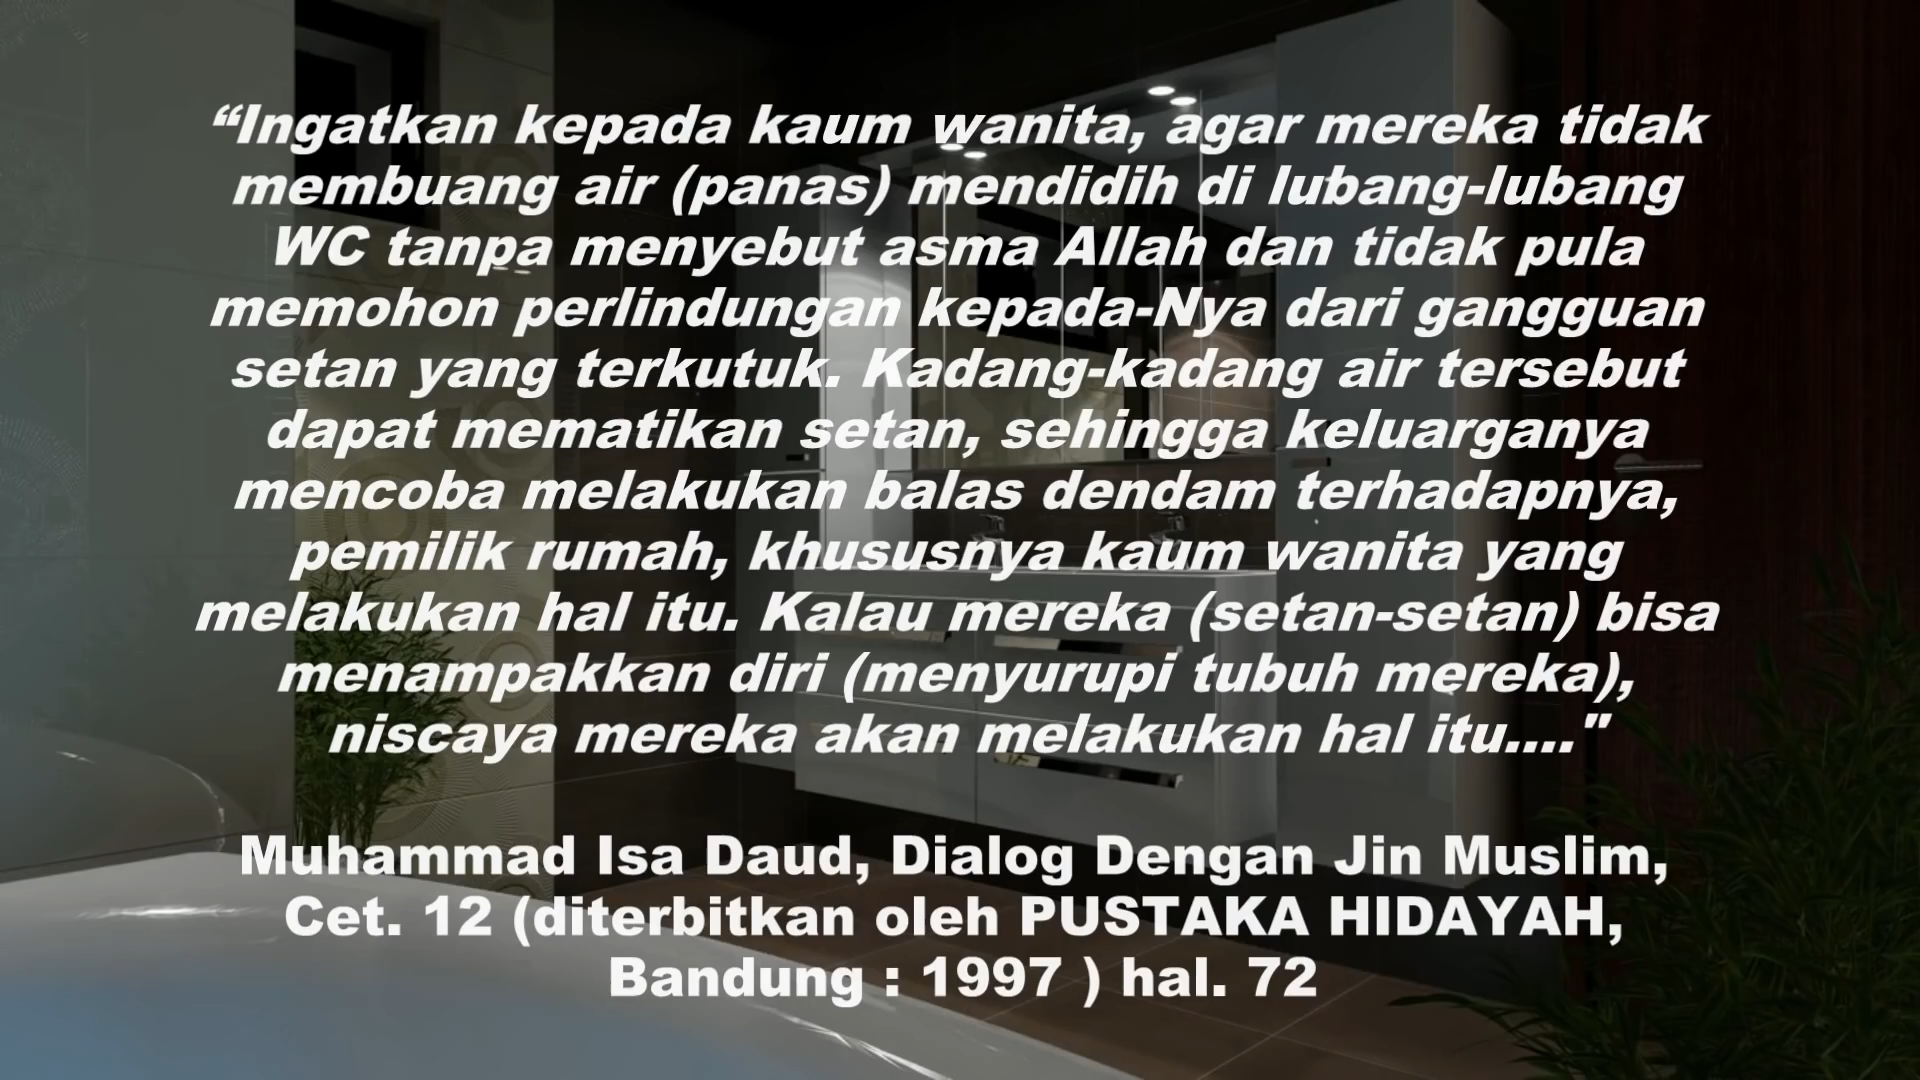 “Ingatkan kepada kaum wanita, agar mereka tidak
membuang air (panas) mendidih di lubang-lubang
WC tanpa menyebut asma Allah dan tidak pula
memohon perlindungan kepada-Nya dari gangguan
setan yang terkutuk. Kadang-kadang air tersebut
dapat mematikan setan, sehingga keluarganya
mencoba melakukan balas dendam terhadapnya,
pemilik rumah, khususnya kaum wanita yang
melakukan hal itu. Kalau mereka (setan-setan) bisa
menampakkan diri (menyurupi tubuh mereka),
niscaya mereka akan melakukan hal itu...."
Muhammad Isa Daud, Dialog Dengan Jin Muslim,
Cet. 12 (diterbitkan oleh PUSTAKA HIDAYAH,
Bandung : 1997 ) hal. 72